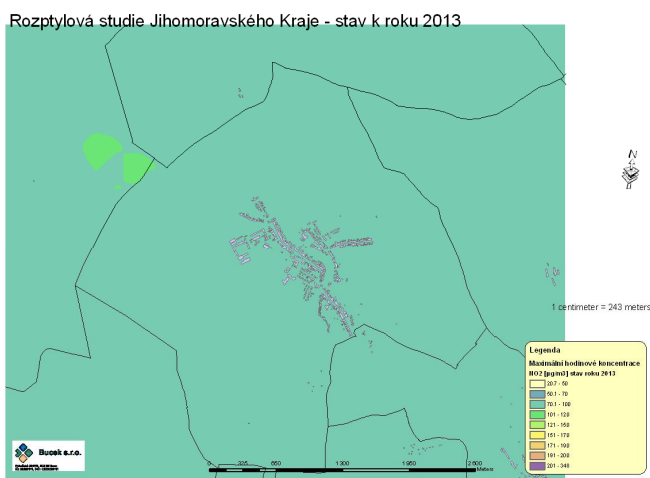 Rozptylová studie Jihomoravského Kraje - stav k roku 2013
N
1 centimeter = 243 meters
Legenda
Maximální hodinové koncentrace
NO2 [µg/m3] stav roku 2013
20.7 - 50
50.1 - 70
70.1 - 100
101 - 120
121 - 150
151 - 170
171 - 190
191 - 200
201 - 346
Bucek s.r.o.
0 325 650 1 300 1 950 2 600
Meters